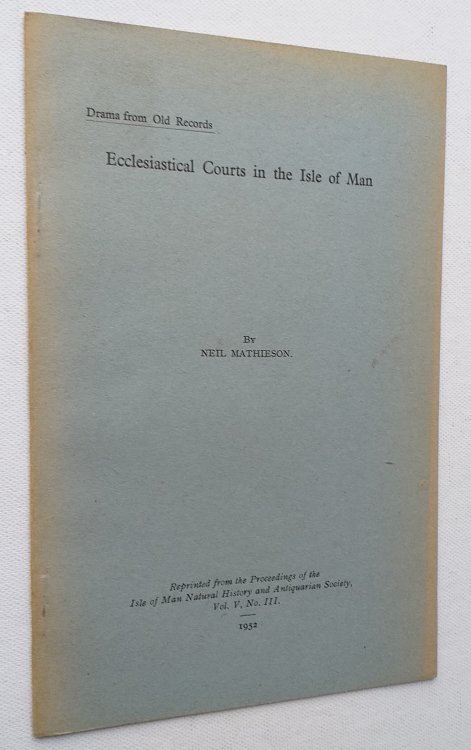 Drama from Old Records
Ecclesiastical Courts in the Isle of Man
By
NEIL MATHIESON.
Reprinted from the Proceedings of the
Isle of Man Natural History and Antiquarian Society,
Vol. V, No. III.
1952